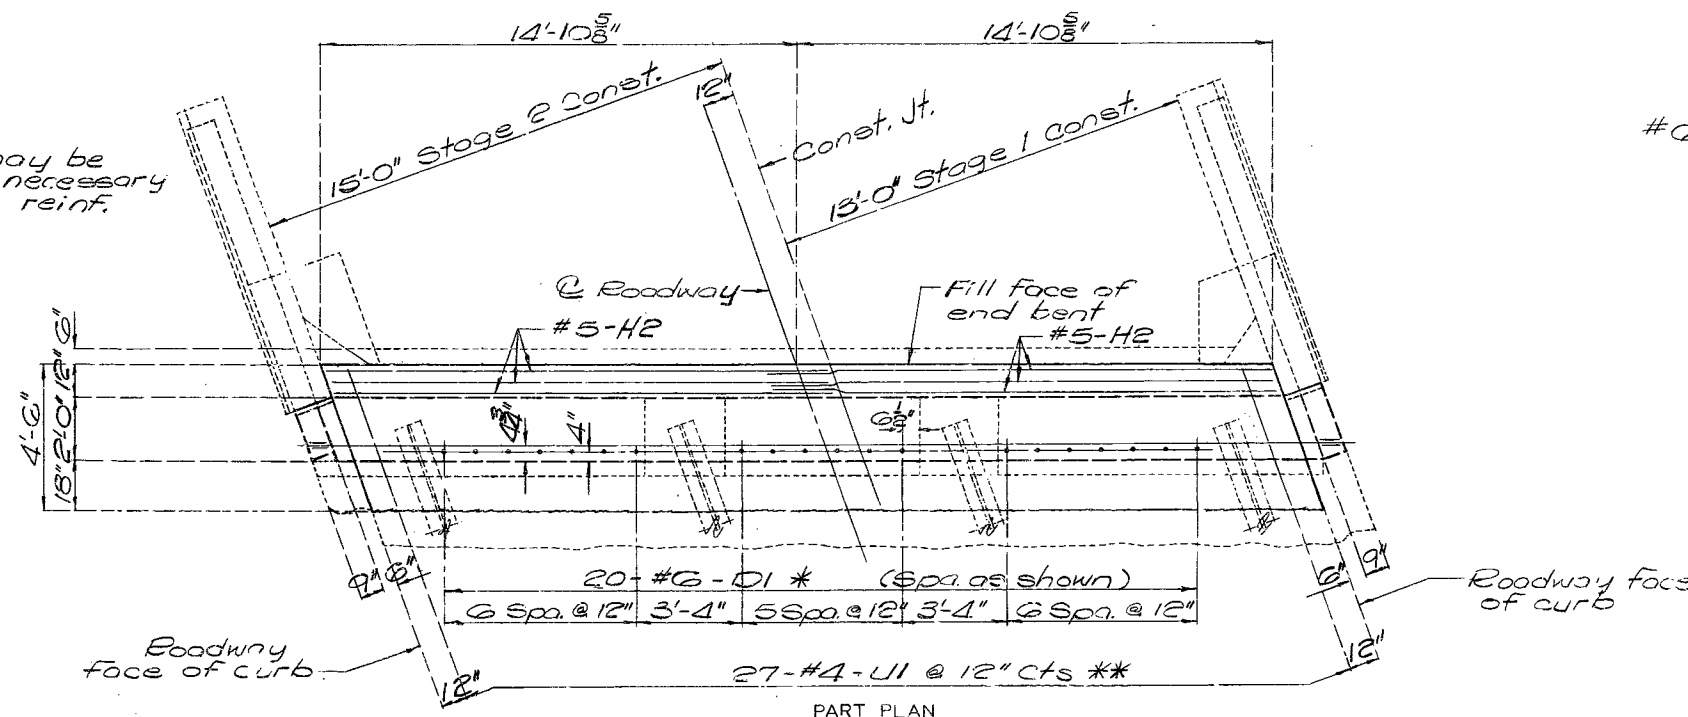 14'-10 5/8"
14'-10 5/8"
12"
15'-0" Stage 2 Const.
Const. Jt.
13'-0" Stage 1 Const.
may be
necessary
reinf.
℄ Roadway
#5-H2
Fill face of
end bent
#5-H2
6"
12"
2'-0"
18"
4'-6"
4"
6 1/2"
9"
6"
20-#6-D1 * (Spa. as shown)
6 Spa. @ 12"
3'-4"
5 Spa. @ 12"
3'-4"
6 Spa. @ 12"
6"
9"
Roadway face
of curb
Roadway
face of curb
12"
27-#4-U1 @ 12" Cts **
12"
PART PLAN